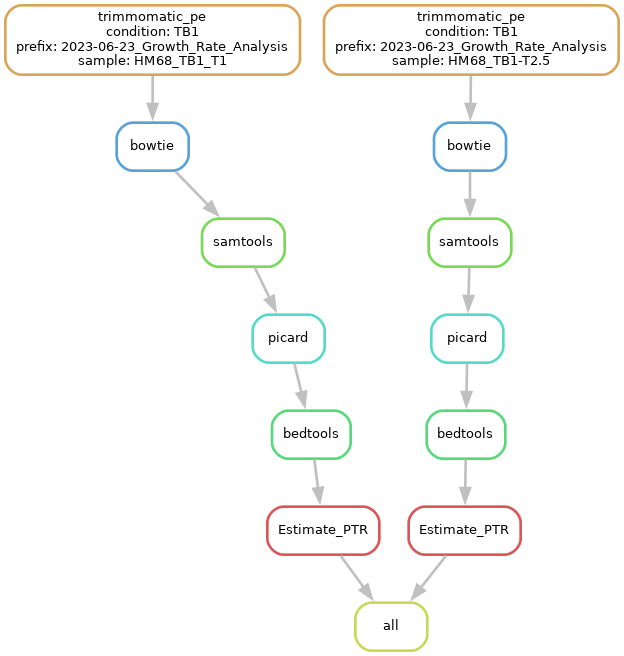 trimmomatic_pe
condition: TB1
prefix: 2023-06-23_Growth_Rate_Analysis
sample: HM68_TB1_T1
trimmomatic_pe
condition: TB1
prefix: 2023-06-23_Growth_Rate_Analysis
sample: HM68_TB1-T2.5
bowtie
bowtie
samtools
samtools
picard
picard
bedtools
bedtools
Estimate_PTR
Estimate_PTR
all